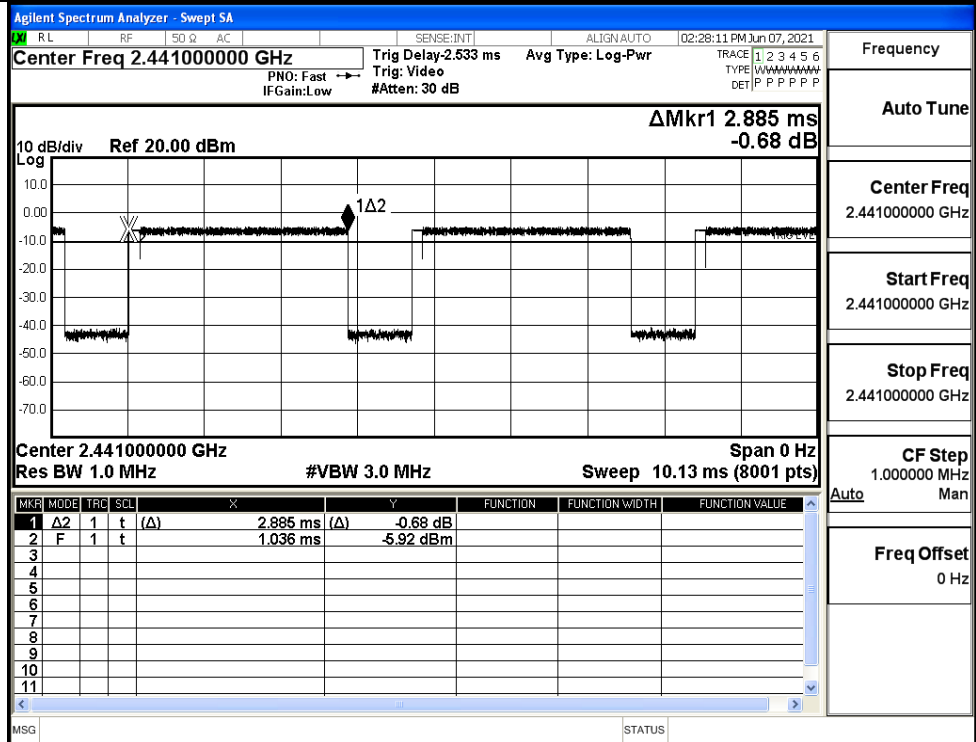 Agilent Spectrum Analyzer - Swept SA
LXI RL RF 50 Ω AC SENSE:INT ALIGNAUTO 02:28:11 PM Jun 07, 2021
Center Freq 2.441000000 GHz
PNO: Fast
IFGain:Low
Trig Delay-2.533 ms
Trig: Video
#Atten: 30 dB
Avg Type: Log-Pwr
TRACE 1 2 3 4 5 6
TYPE WWWWWW
DET P P P P P P
ΔMkr1 2.885 ms
-0.68 dB
10 dB/div Ref 20.00 dBm
Log
10.0
0.00
-10.0
-20.0
-30.0
-40.0
-50.0
-60.0
-70.0
1Δ2
Center 2.441000000 GHz Span 0 Hz
Res BW 1.0 MHz #VBW 3.0 MHz Sweep 10.13 ms (8001 pts)
MKR MODE TRC SCL X Y FUNCTION FUNCTION WIDTH FUNCTION VALUE
1 Δ2 1 t (Δ) 2.885 ms (Δ) -0.68 dB
2 F 1 t 1.036 ms -5.92 dBm
3
4
5
6
7
8
9
10
11
MSG STATUS
Frequency
Auto Tune
Center Freq
2.441000000 GHz
Start Freq
2.441000000 GHz
Stop Freq
2.441000000 GHz
CF Step
1.000000 MHz
Auto Man
Freq Offset
0 Hz